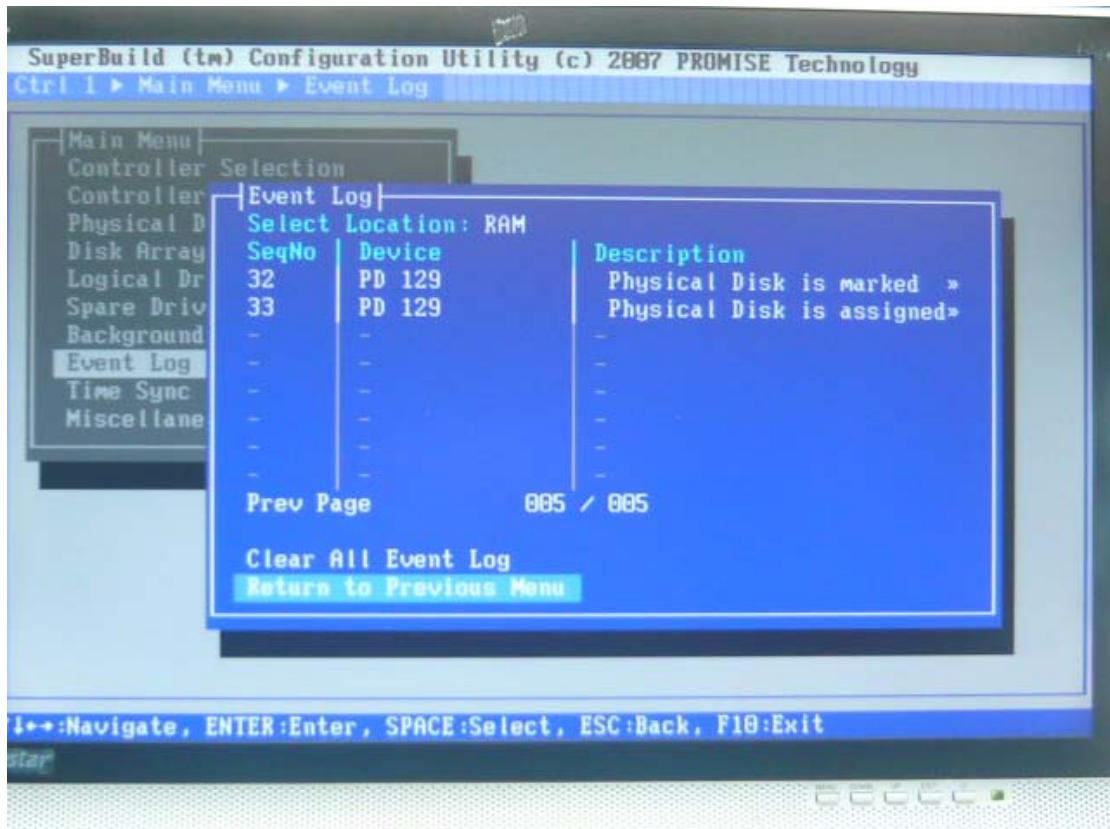 SuperBuild (tm) Configuration Utility (c) 2007 PROMISE Technology
Ctrl 1 ► Main Menu ► Event Log
Main Menu
Controller Selection
Controller
Physical D
Disk Array
Logical Dr
Spare Driv
Background
Event Log
Time Sync
Miscellane
Event Log
Select Location: RAM
SeqNo Device Description
32 PD 129 Physical Disk is marked »
33 PD 129 Physical Disk is assigned»
- - -
- - -
- - -
- - -
- - -
- - -
Prev Page 005 / 005
Clear All Event Log
Return to Previous Menu
↓←→:Navigate, ENTER:Enter, SPACE:Select, ESC:Back, F10:Exit
star